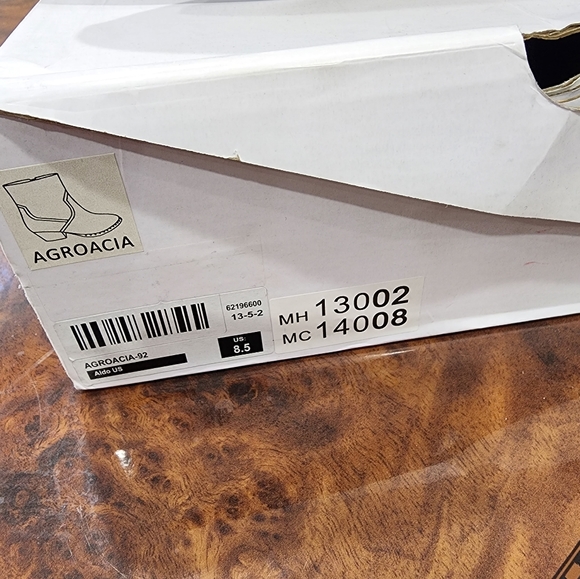 AGROACIA
62196600
13-5-2
AGROACIA-92
Aldo US
US:
8.5
MH 13002
MC 14008